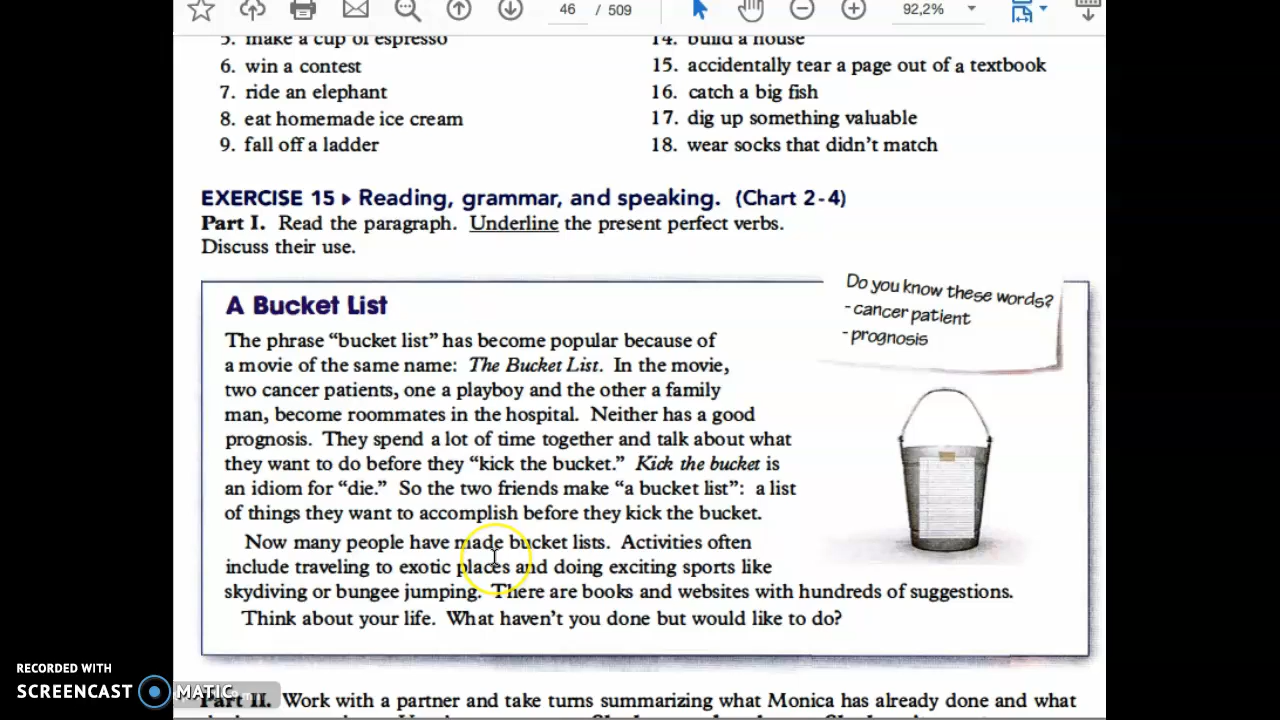 46 / 509
92,2%
5. make a cup of espresso
6. win a contest
7. ride an elephant
8. eat homemade ice cream
9. fall off a ladder
14. build a house
15. accidentally tear a page out of a textbook
16. catch a big fish
17. dig up something valuable
18. wear socks that didn't match
EXERCISE 15 ▸ Reading, grammar, and speaking. (Chart 2-4)
Part I. Read the paragraph. Underline the present perfect verbs.
Discuss their use.
Do you know these words?
- cancer patient
- prognosis
A Bucket List
The phrase “bucket list” has become popular because of
a movie of the same name: The Bucket List. In the movie,
two cancer patients, one a playboy and the other a family
man, become roommates in the hospital. Neither has a good
prognosis. They spend a lot of time together and talk about what
they want to do before they “kick the bucket.” Kick the bucket is
an idiom for “die.” So the two friends make “a bucket list”: a list
of things they want to accomplish before they kick the bucket.
Now many people have made bucket lists. Activities often
include traveling to exotic places and doing exciting sports like
skydiving or bungee jumping. There are books and websites with hundreds of suggestions.
Think about your life. What haven't you done but would like to do?
Part II. Work with a partner and take turns summarizing what Monica has already done and what
RECORDED WITH
SCREENCAST MATIC